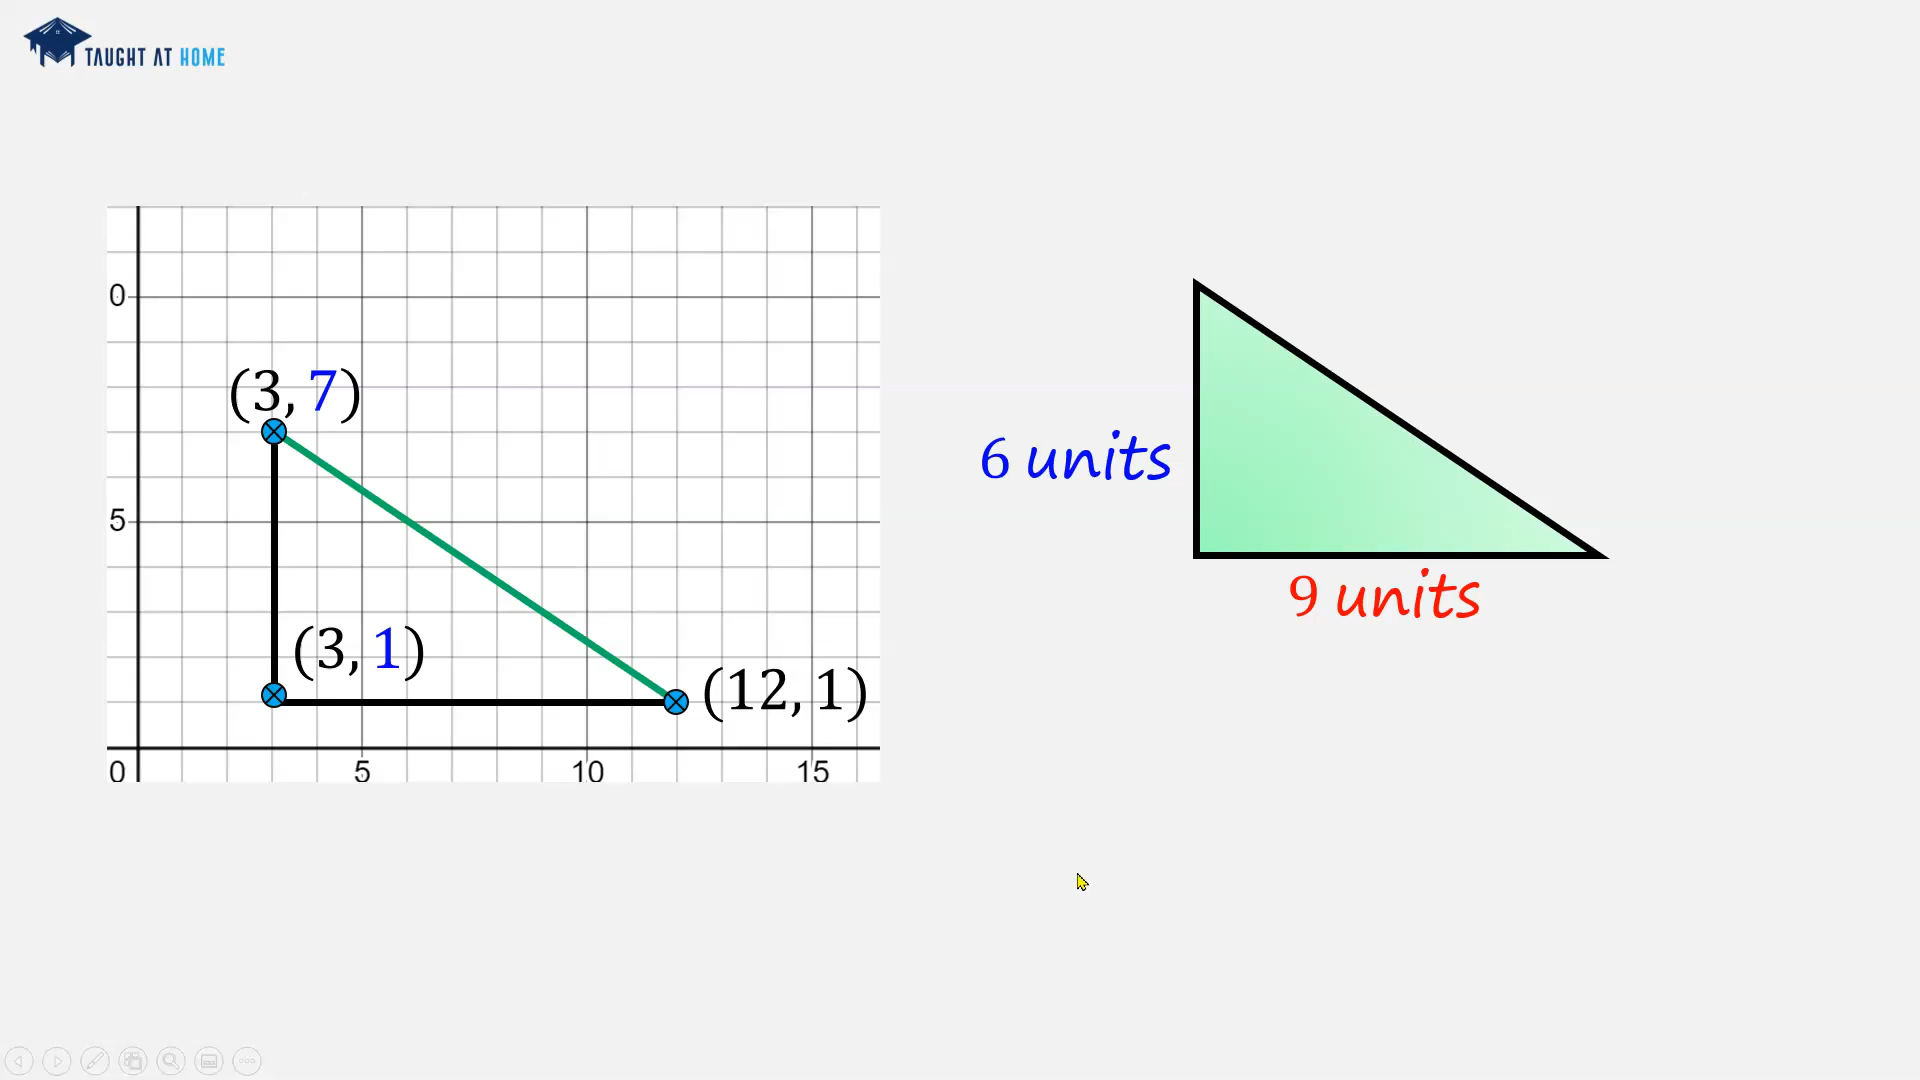 TAUGHT AT HOME
0
(3, 7)
5
(3, 1)
(12, 1)
0 5 10 15
6 units
9 units